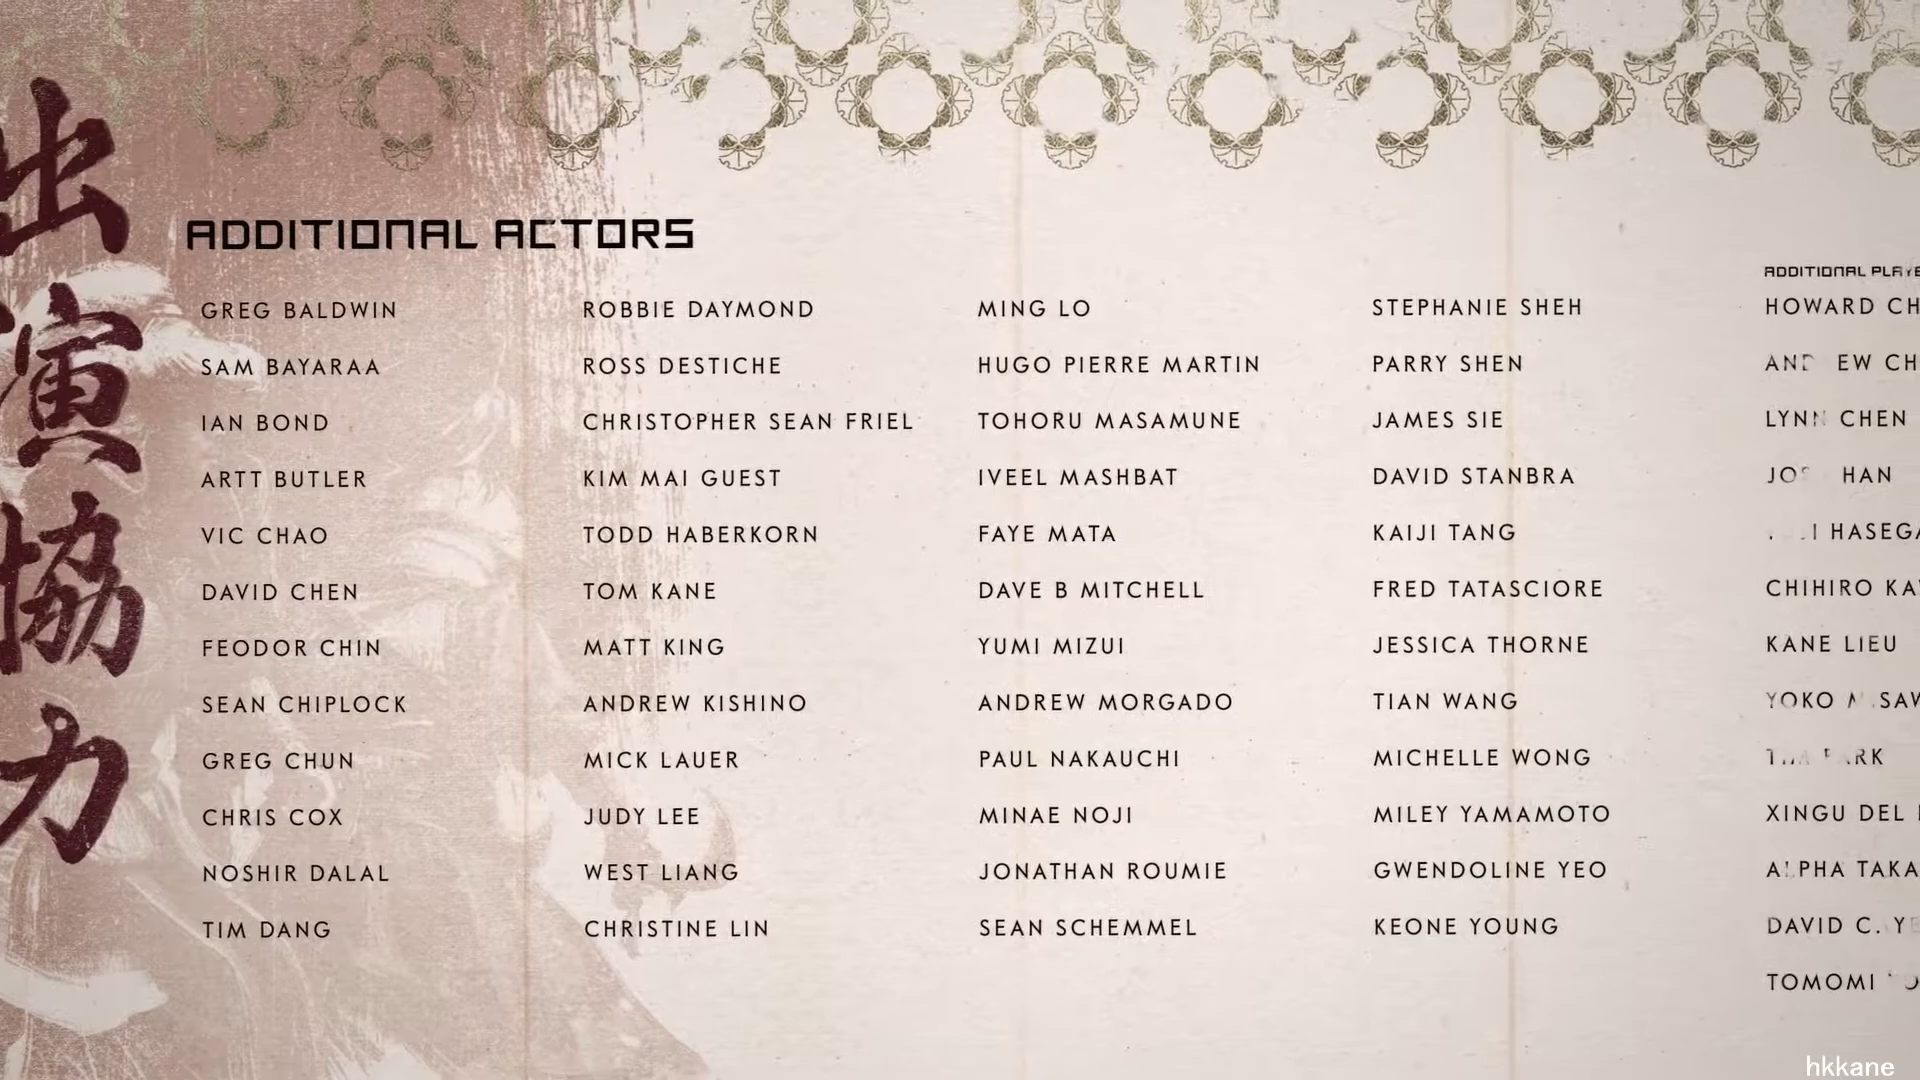 出演協力
ADDITIONAL ACTORS
GREG BALDWIN
SAM BAYARAA
IAN BOND
ARTT BUTLER
VIC CHAO
DAVID CHEN
FEODOR CHIN
SEAN CHIPLOCK
GREG CHUN
CHRIS COX
NOSHIR DALAL
TIM DANG
ROBBIE DAYMOND
ROSS DESTICHE
CHRISTOPHER SEAN FRIEL
KIM MAI GUEST
TODD HABERKORN
TOM KANE
MATT KING
ANDREW KISHINO
MICK LAUER
JUDY LEE
WEST LIANG
CHRISTINE LIN
MING LO
HUGO PIERRE MARTIN
TOHORU MASAMUNE
IVEEL MASHBAT
FAYE MATA
DAVE B MITCHELL
YUMI MIZUI
ANDREW MORGADO
PAUL NAKAUCHI
MINAE NOJI
JONATHAN ROUMIE
SEAN SCHEMMEL
STEPHANIE SHEH
PARRY SHEN
JAMES SIE
DAVID STANBRA
KAIJI TANG
FRED TATASCIORE
JESSICA THORNE
TIAN WANG
MICHELLE WONG
MILEY YAMAMOTO
GWENDOLINE YEO
KEONE YOUNG
ADDITIONAL
HOWARD
LYNN CHEN
HAN
CHIHIRO
KANE LIEU
YOKO
XINGU DEL
ALPHA
DAVID C.
TOMOMI
hkkane